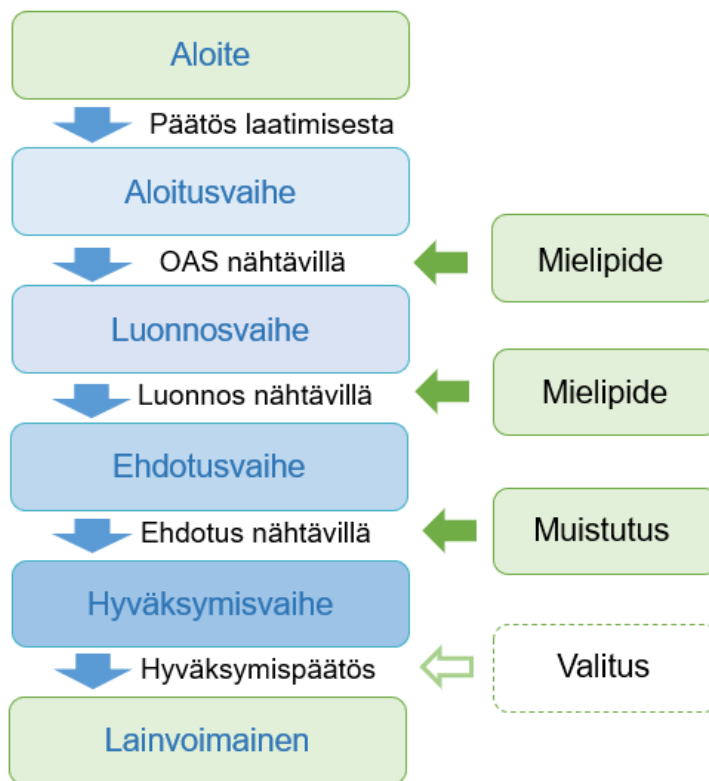 Aloite
Päätös laatimisesta
Aloitusvaihe
OAS nähtävillä
Mielipide
Luonnosvaihe
Luonnos nähtävillä
Mielipide
Ehdotusvaihe
Ehdotus nähtävillä
Muistutus
Hyväksymisvaihe
Hyväksymispäätös
Valitus
Lainvoimainen